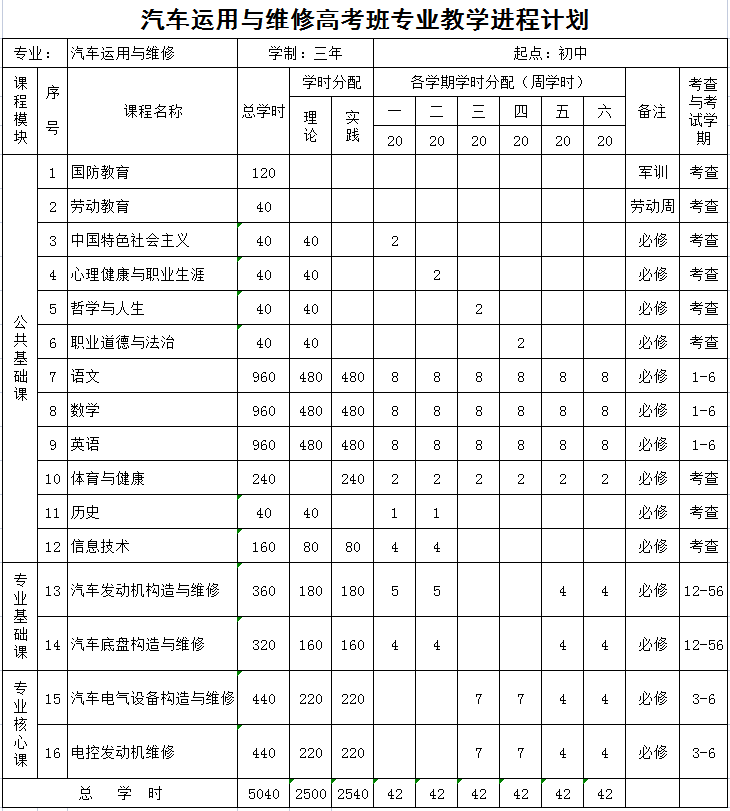 汽车运用与维修高考班专业教学进程计划
专业： 汽车运用与维修 学制：三年 起点：初中
课程模块 序号 课程名称 总学时 学时分配 各学期学时分配（周学时） 备注 考查与考试学期
理论 实践 一 二 三 四 五 六
20 20 20 20 20 20
公共基础课
1 国防教育 120 军训 考查
2 劳动教育 40 劳动周 考查
3 中国特色社会主义 40 40 2 必修 考查
4 心理健康与职业生涯 40 40 2 必修 考查
5 哲学与人生 40 40 2 必修 考查
6 职业道德与法治 40 40 2 必修 考查
7 语文 960 480 480 8 8 8 8 8 8 必修 1-6
8 数学 960 480 480 8 8 8 8 8 8 必修 1-6
9 英语 960 480 480 8 8 8 8 8 8 必修 1-6
10 体育与健康 240 240 2 2 2 2 2 2 必修 考查
11 历史 40 40 1 1 必修 考查
12 信息技术 160 80 80 4 4 必修 考查
专业基础课
13 汽车发动机构造与维修 360 180 180 5 5 4 4 必修 12-56
14 汽车底盘构造与维修 320 160 160 4 4 4 4 必修 12-56
专业核心课
15 汽车电气设备构造与维修 440 220 220 7 7 4 4 必修 3-6
16 电控发动机维修 440 220 220 7 7 4 4 必修 3-6
总 学 时 5040 2500 2540 42 42 42 42 42 42